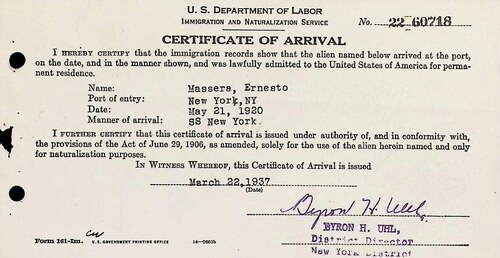 U. S. DEPARTMENT OF LABOR
IMMIGRATION AND NATURALIZATION SERVICE
No. 22 60718
CERTIFICATE OF ARRIVAL
I HEREBY CERTIFY that the immigration records show that the alien named below arrived at the port,
on the date, and in the manner shown, and was lawfully admitted to the United States of America for perma-
nent residence.
Name: Massera, Ernesto
Port of entry: New York, NY
Date: May 21, 1920
Manner of arrival: SS New York.
I FURTHER CERTIFY that this certificate of arrival is issued under authority of, and in conformity with,
the provisions of the Act of June 29, 1906, as amended, solely for the use of the alien herein named and only
for naturalization purposes.
IN WITNESS WHEREOF, this Certificate of Arrival is issued
March 22,1937
(Date)
Byron H. Uhl.
BYRON H. UHL,
District Director
New York District
Form 161-Im. U. S. GOVERNMENT PRINTING OFFICE